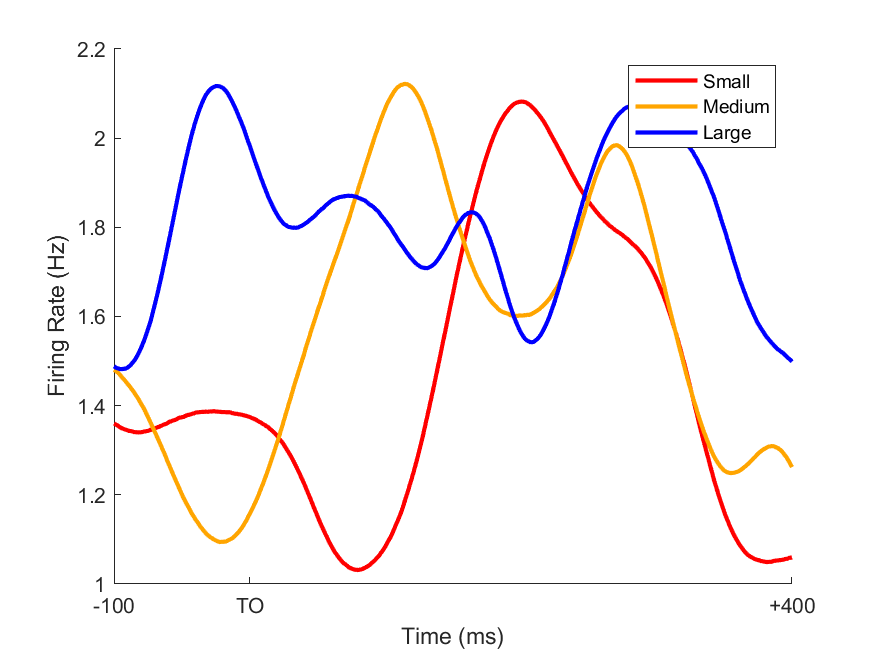 2.2
2
1.8
1.6
1.4
1.2
1
Firing Rate (Hz)
Small
Medium
Large
-100
TO
+400
Time (ms)